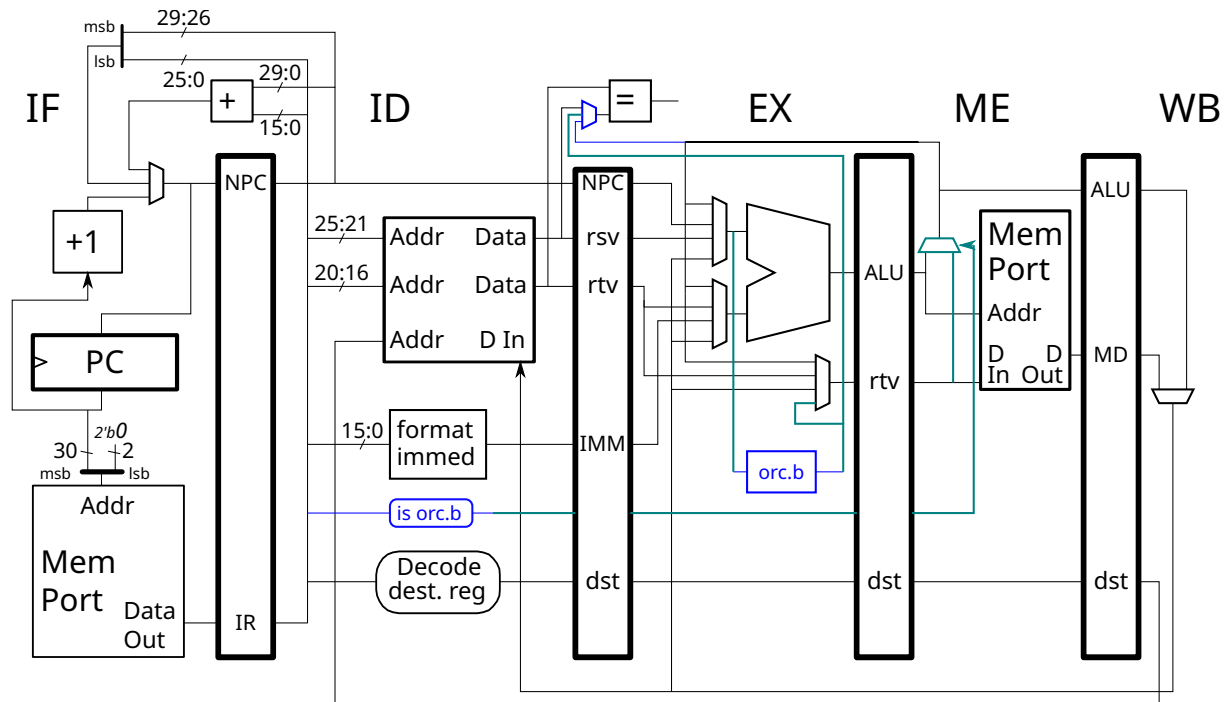 29:26
msb
lsb
25:0
29:0
+
15:0
=
IF
ID
EX
ME
WB
NPC
NPC
ALU
+1
25:21
Addr
Data
rsv
Mem
Port
20:16
Addr
Data
rtv
ALU
Addr
Addr
D In
PC
D
D
In
Out
MD
rtv
2'b0
30
2
msb
lsb
15:0
format
immed
IMM
orc.b
Addr
is orc.b
Mem
Port
Decode
dest. reg
dst
dst
dst
Data
Out
IR